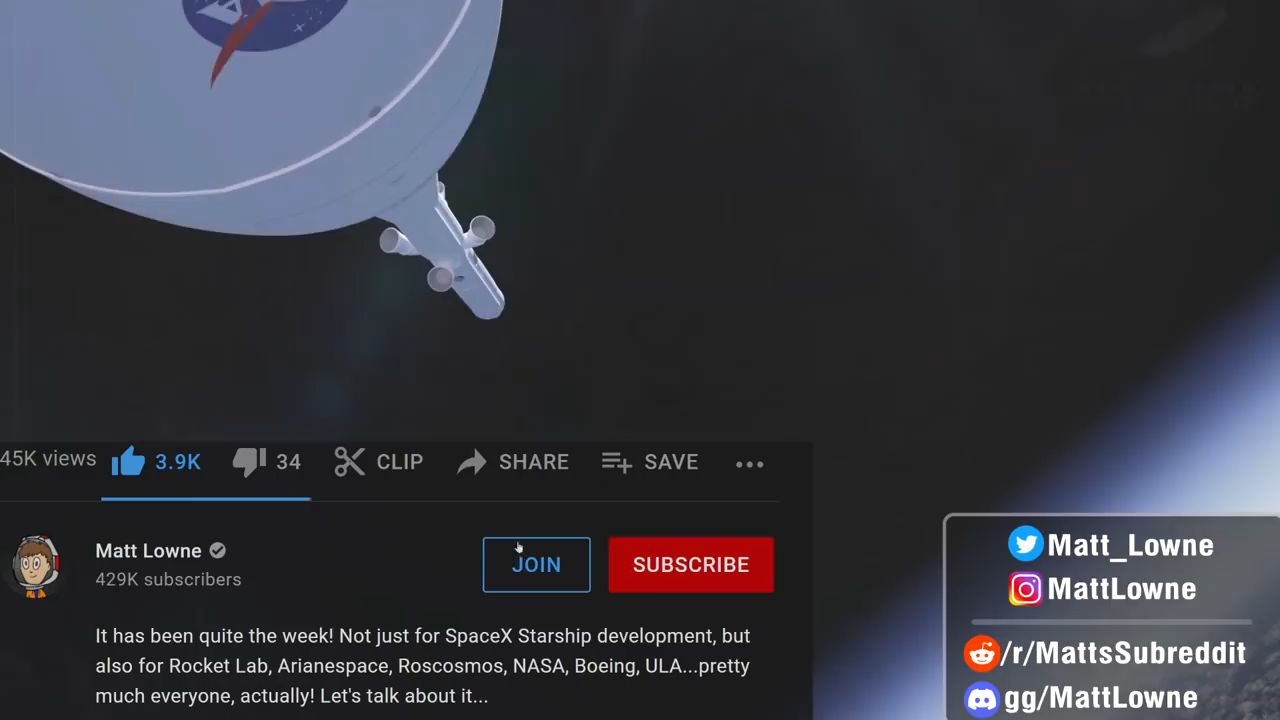 45K views 3.9K 34 CLIP SHARE SAVE
Matt Lowne
429K subscribers
JOIN
SUBSCRIBE
It has been quite the week! Not just for SpaceX Starship development, but
also for Rocket Lab, Arianespace, Roscosmos, NASA, Boeing, ULA...pretty
much everyone, actually! Let's talk about it...
Matt_Lowne
MattLowne
/r/MattsSubreddit
gg/MattLowne